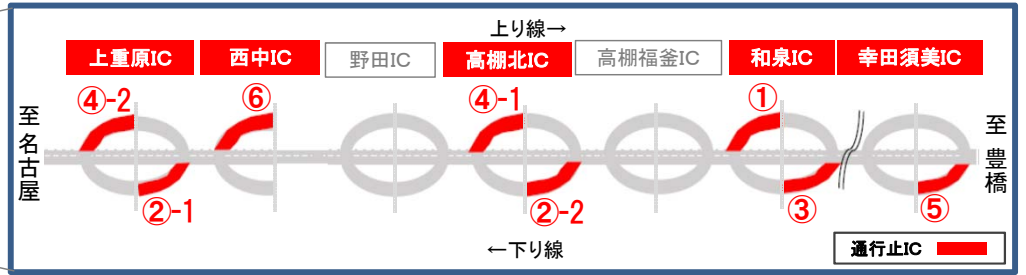 上り線→
上重原IC
西中IC
野田IC
高棚北IC
高棚福釜IC
和泉IC
幸田須美IC
④-2
⑥
④-1
①
至名古屋
至豊橋
②-1
②-2
③
⑤
←下り線
通行止IC